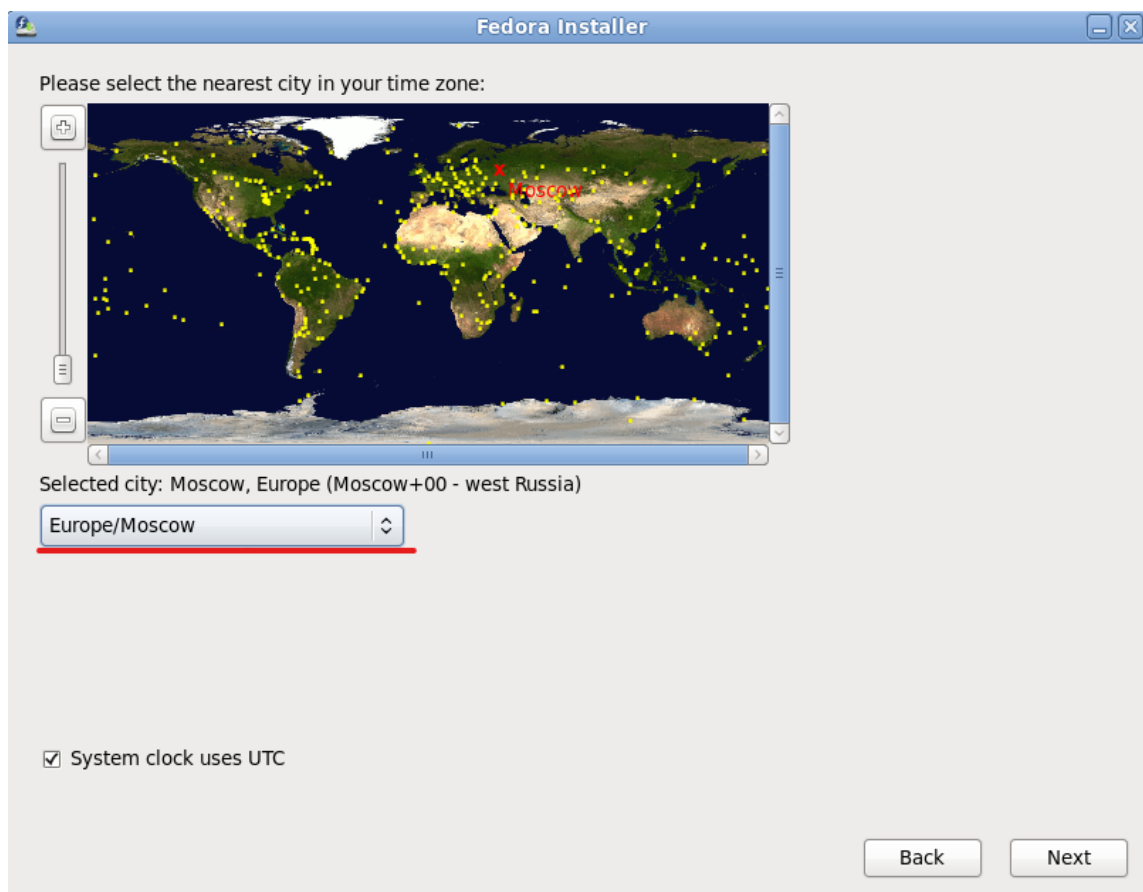 Fedora Installer
Please select the nearest city in your time zone:
Moscow
Selected city: Moscow, Europe (Moscow+00 - west Russia)
Europe/Moscow
System clock uses UTC
Back
Next